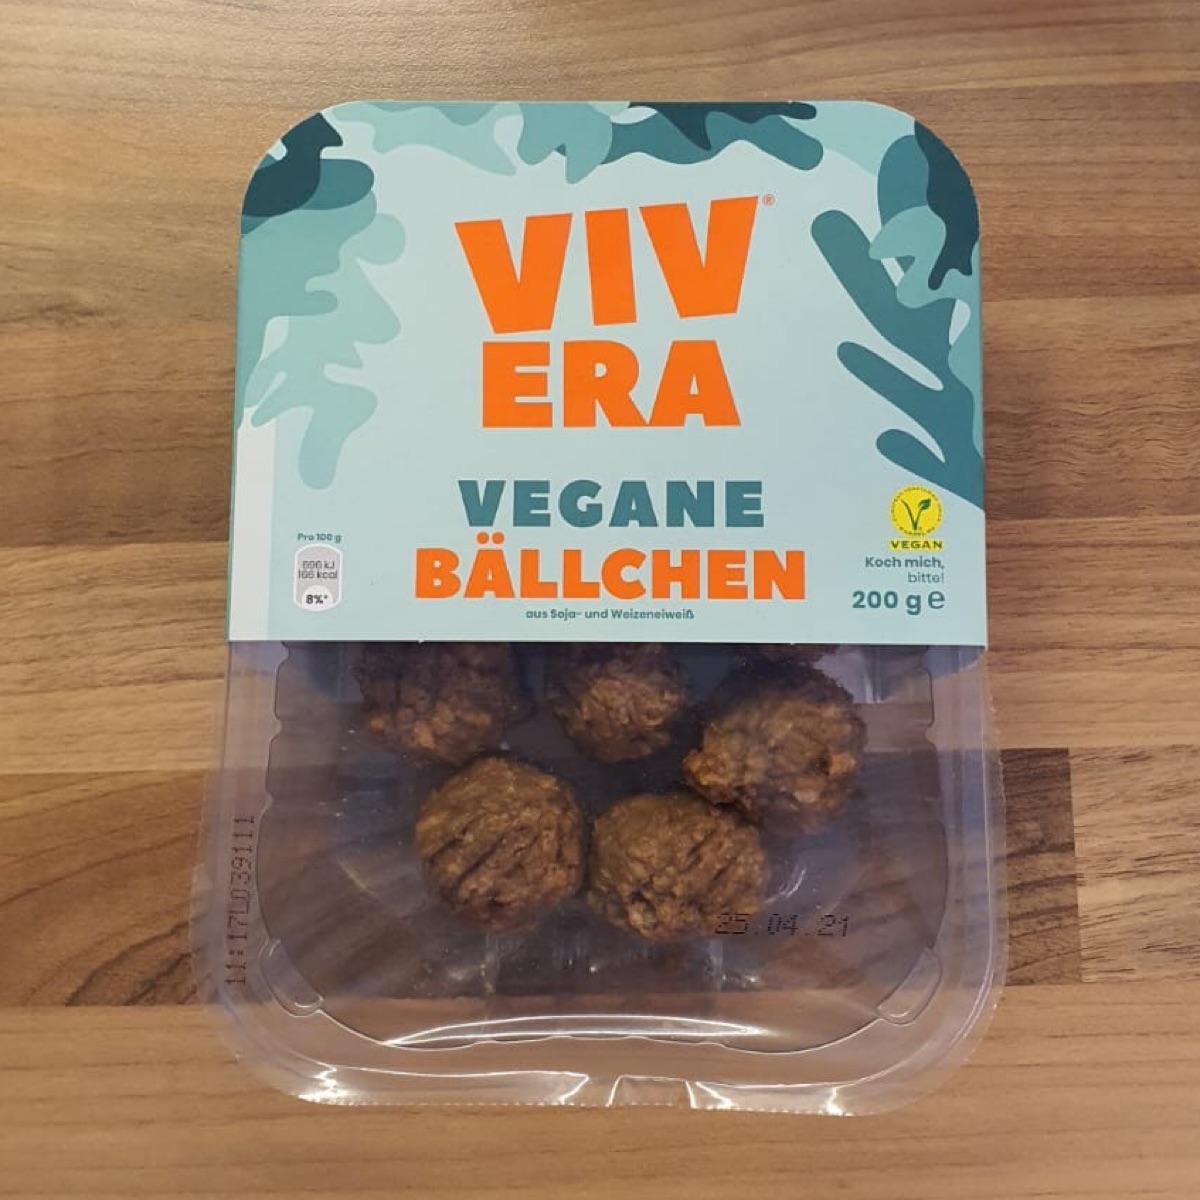 VIV®
ERA
VEGANE
BÄLLCHEN
aus Soja- und Weizeneiweiß
Pro 100 g
696 kJ
166 kcal
8%*
VEGAN
Koch mich,
bitte!
200 g e
11:17L039111
25.04.21